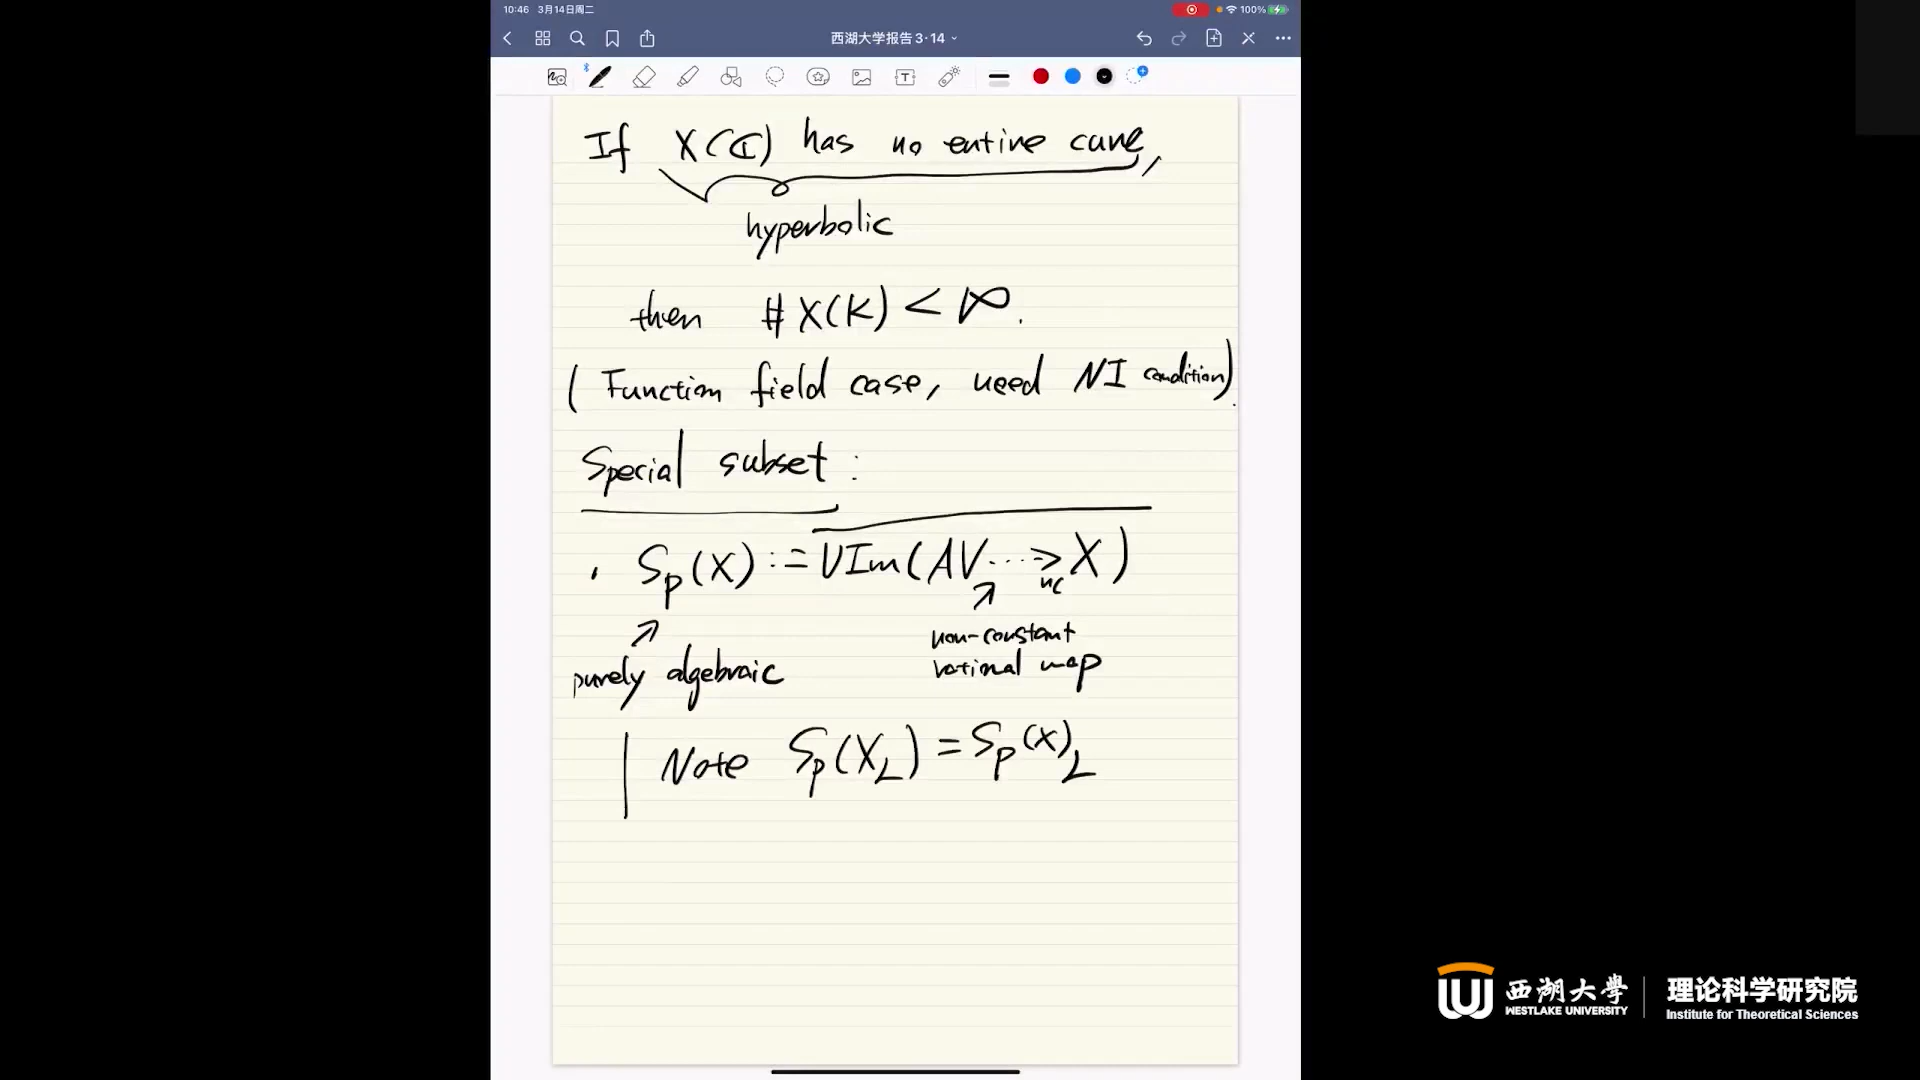 10:46 3月14日周二
100%
西湖大学报告3·14
If X(ℂ) has no entire curve,
hyperbolic
then # X(K) < ∞.
( Function field case, need NI condition).
Special subset :
· Sp(X) := ∪Im(AV ⇢ X)
nc
non-constant
rational map
purely algebraic
Note Sp(X_L) = Sp(X)_L
西湖大學
WESTLAKE UNIVERSITY
理论科学研究院
Institute for Theoretical Sciences